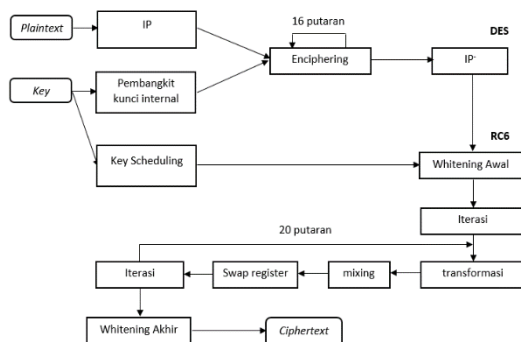 16 putaran
DES
Plaintext
IP
Enciphering
IP-
Key
Pembangkit
kunci internal
RC6
Key Scheduling
Whitening Awal
Iterasi
20 putaran
Iterasi
Swap register
mixing
transformasi
Whitening Akhir
Ciphertext